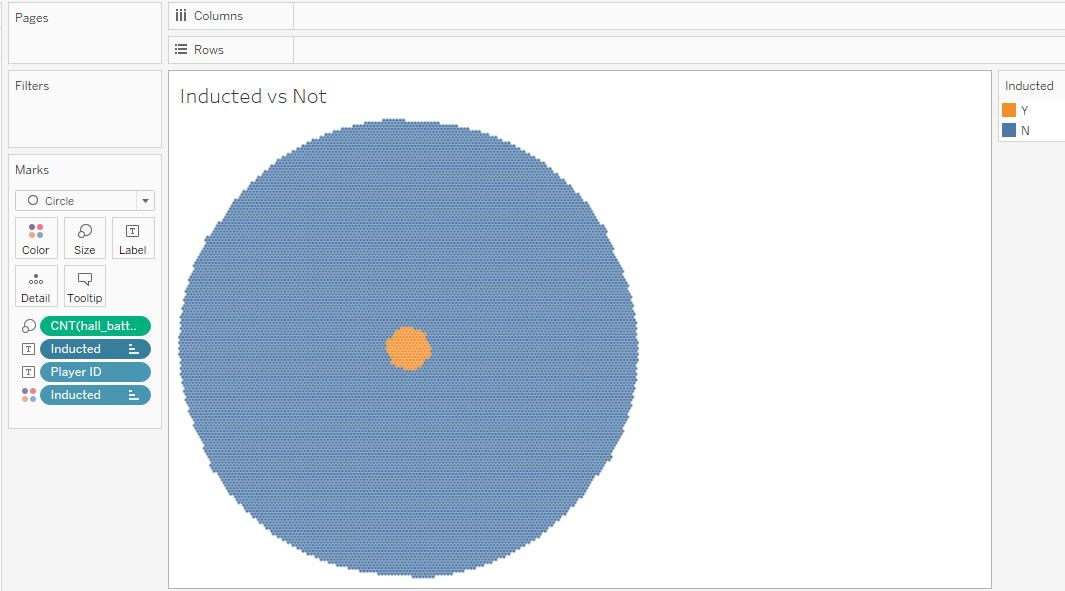 Pages
Columns
Rows
Filters
Inducted vs Not
Inducted
Y
N
Marks
Circle
Color
Size
T
Label
Detail
Tooltip
CNT(hall_batt..
T
Inducted
T
Player ID
Inducted